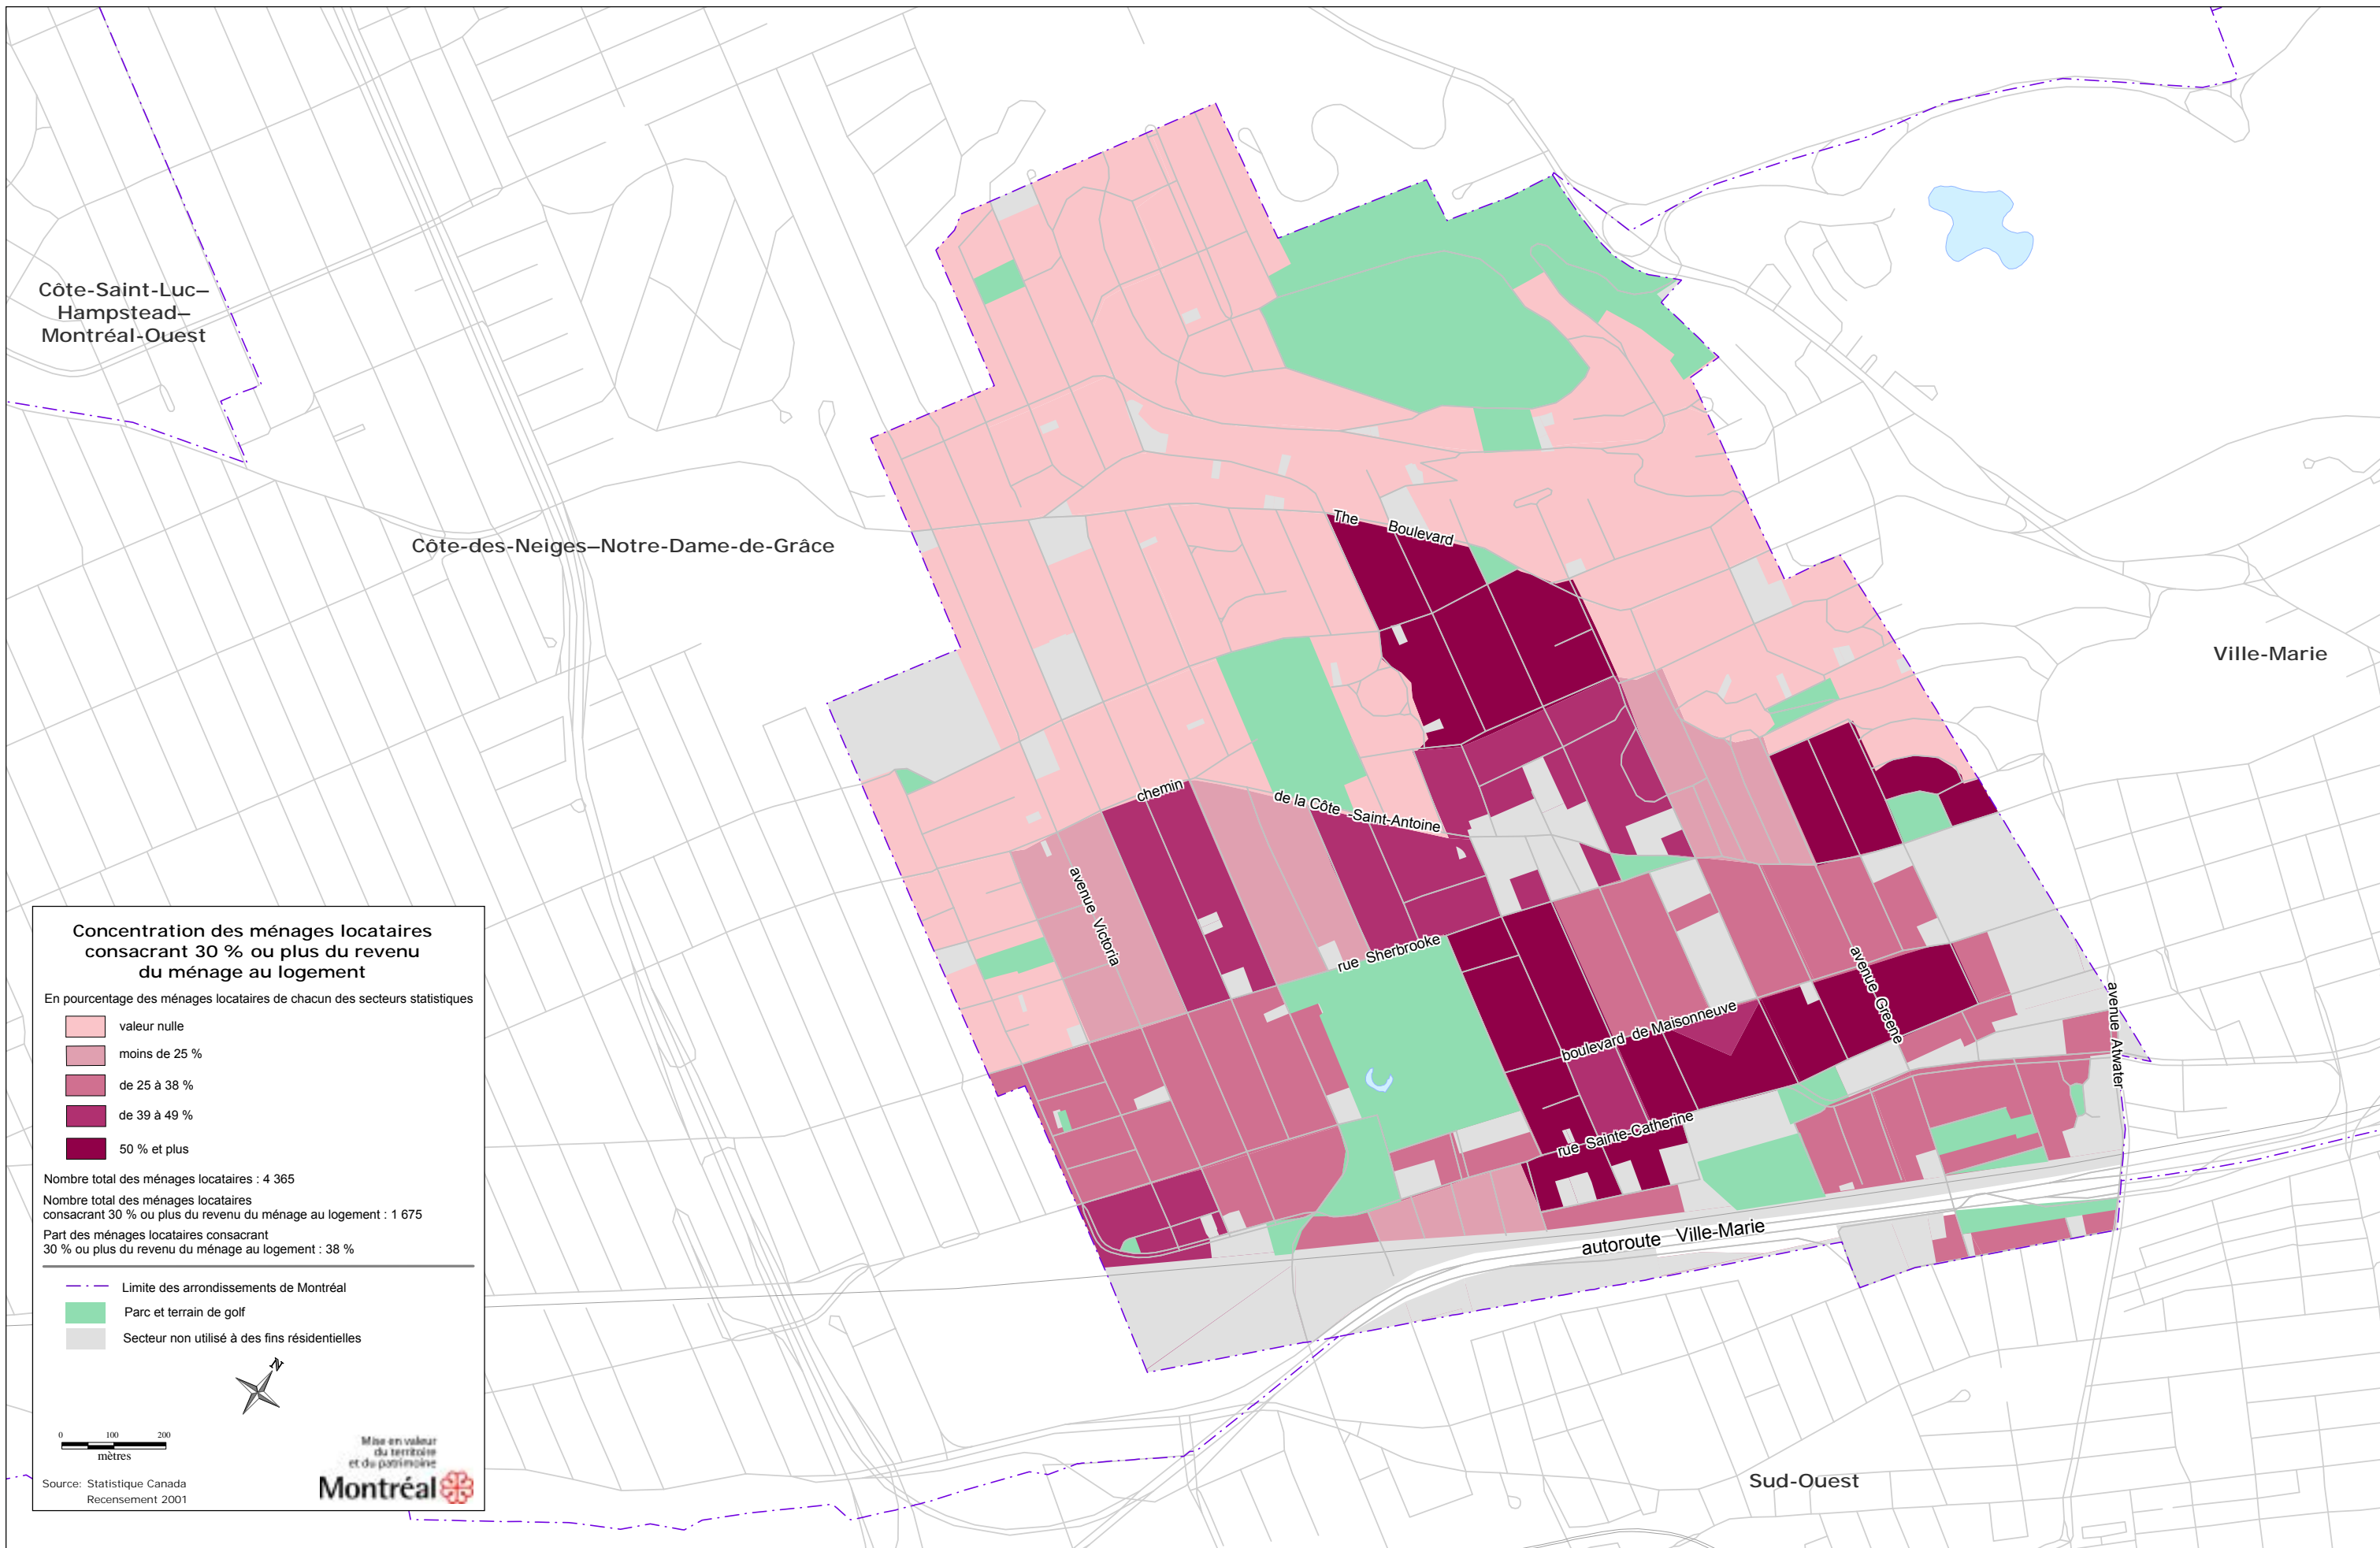 Côte-Saint-Luc–
Hampstead–
Montréal-Ouest
Côte-des-Neiges–Notre-Dame-de-Grâce
The Boulevard
Ville-Marie
chemin de la Côte-Saint-Antoine
avenue Victoria
rue Sherbrooke
boulevard de Maisonneuve
avenue Greene
avenue Atwater
rue Sainte-Catherine
autoroute Ville-Marie
Sud-Ouest
Concentration des ménages locataires
consacrant 30 % ou plus du revenu
du ménage au logement
En pourcentage des ménages locataires de chacun des secteurs statistiques
valeur nulle
moins de 25 %
de 25 à 38 %
de 39 à 49 %
50 % et plus
Nombre total des ménages locataires : 4 365
Nombre total des ménages locataires
consacrant 30 % ou plus du revenu du ménage au logement : 1 675
Part des ménages locataires consacrant
30 % ou plus du revenu du ménage au logement : 38 %
Limite des arrondissements de Montréal
Parc et terrain de golf
Secteur non utilisé à des fins résidentielles
N
0 100 200
mètres
Source: Statistique Canada
Recensement 2001
Mise en valeur
du territoire
et du patrimoine
Montréal